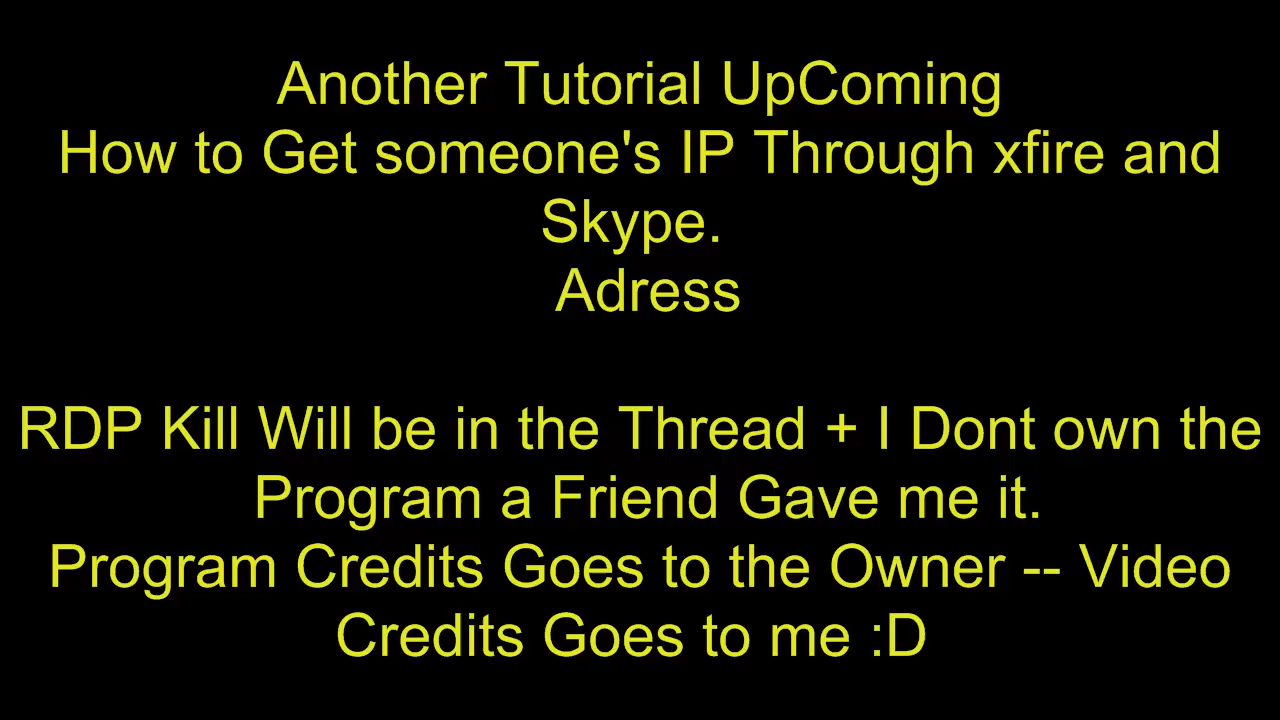 Another Tutorial UpComing
How to Get someone's IP Through xfire and
Skype.
Adress
RDP Kill Will be in the Thread + I Dont own the
Program a Friend Gave me it.
Program Credits Goes to the Owner -- Video
Credits Goes to me :D